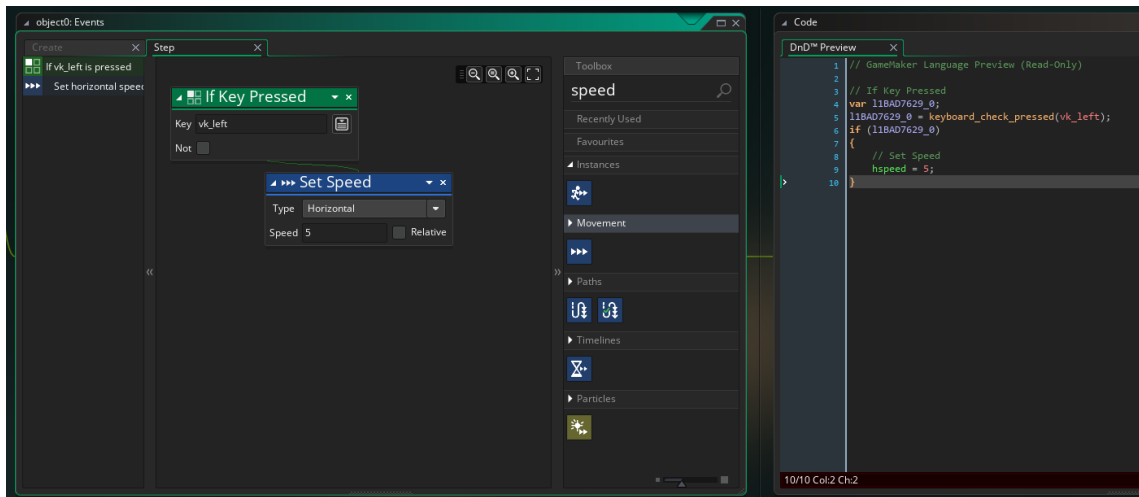 object0: Events
Create
Step
If vk_left is pressed
Set horizontal speed
If Key Pressed
Key vk_left
Not
Set Speed
Type Horizontal
Speed 5 Relative
Toolbox
speed
Recently Used
Favourites
Instances
Movement
Paths
Timelines
Particles
Code
DnD™ Preview
1 // GameMaker Language Preview (Read-Only)
2
3 // If Key Pressed
4 var l1BAD7629_0;
5 l1BAD7629_0 = keyboard_check_pressed(vk_left);
6 if (l1BAD7629_0)
7 {
8 // Set Speed
9 hspeed = 5;
10 }
10/10 Col:2 Ch:2